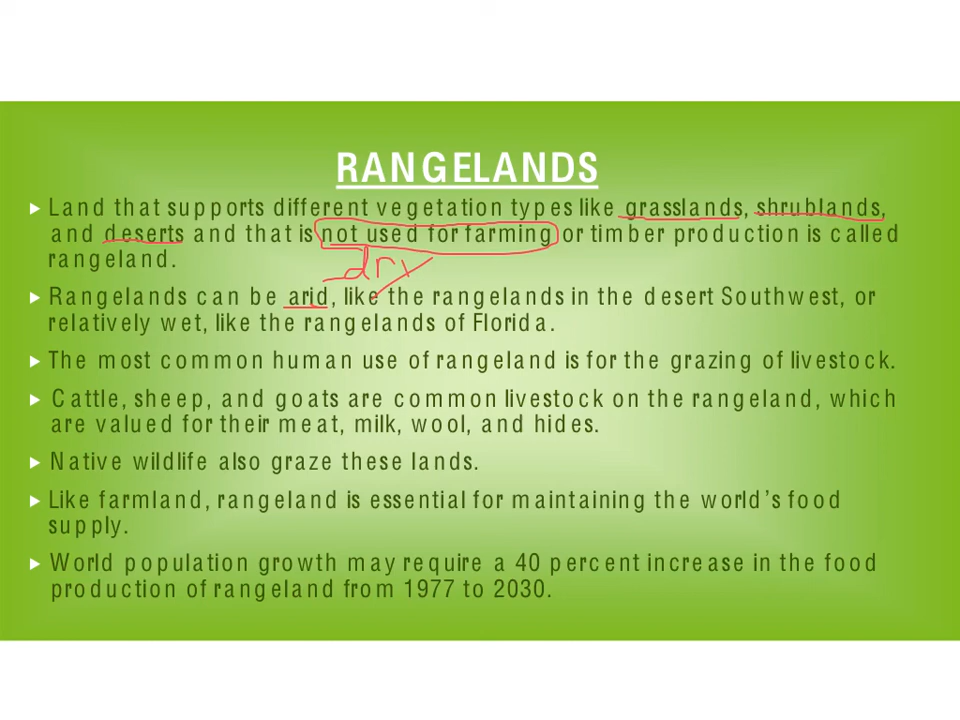 RANGELANDS
Land that supports different vegetation types like grasslands, shrublands,
and deserts and that is not used for farming or timber production is called
rangeland.
dry
Rangelands can be arid, like the rangelands in the desert Southwest, or
relatively wet, like the rangelands of Florida.
The most common human use of rangeland is for the grazing of livestock.
Cattle, sheep, and goats are common livestock on the rangeland, which
are valued for their meat, milk, wool, and hides.
Native wildlife also graze these lands.
Like farmland, rangeland is essential for maintaining the world’s food
supply.
World population growth may require a 40 percent increase in the food
production of rangeland from 1977 to 2030.